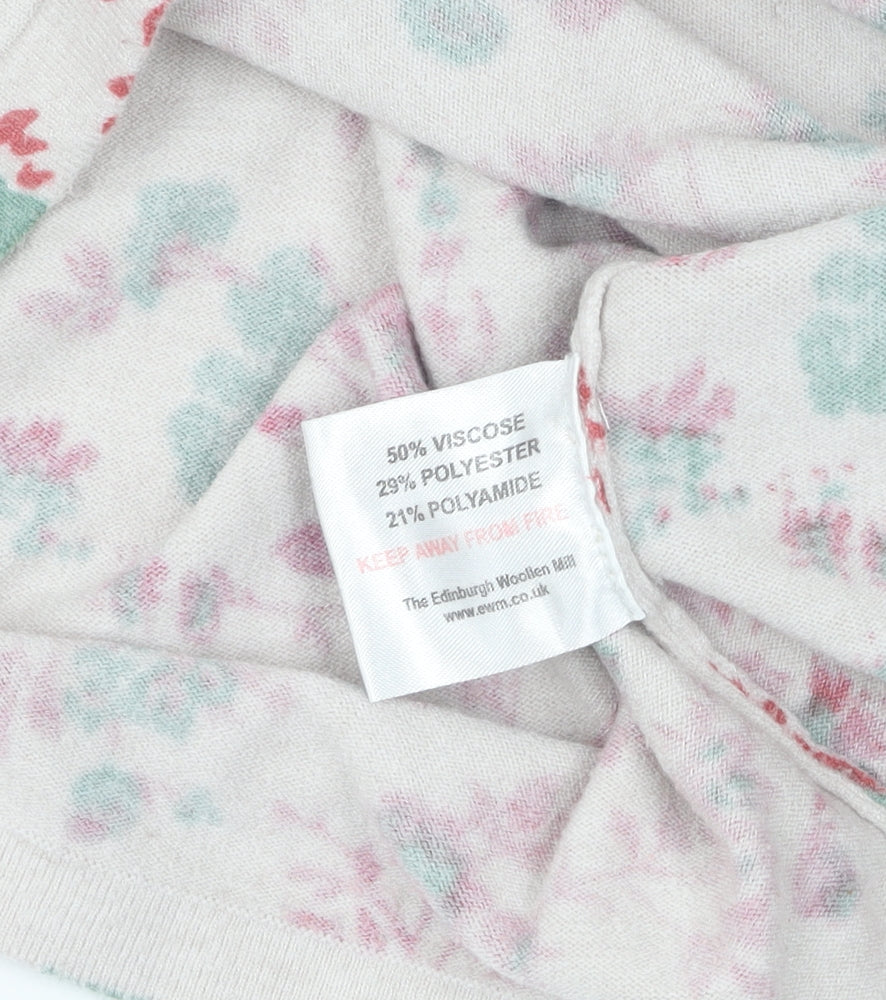 50% VISCOSE
29% POLYESTER
21% POLYAMIDE
KEEP AWAY FROM FIRE
The Edinburgh Woollen Mill
www.ewm.co.uk